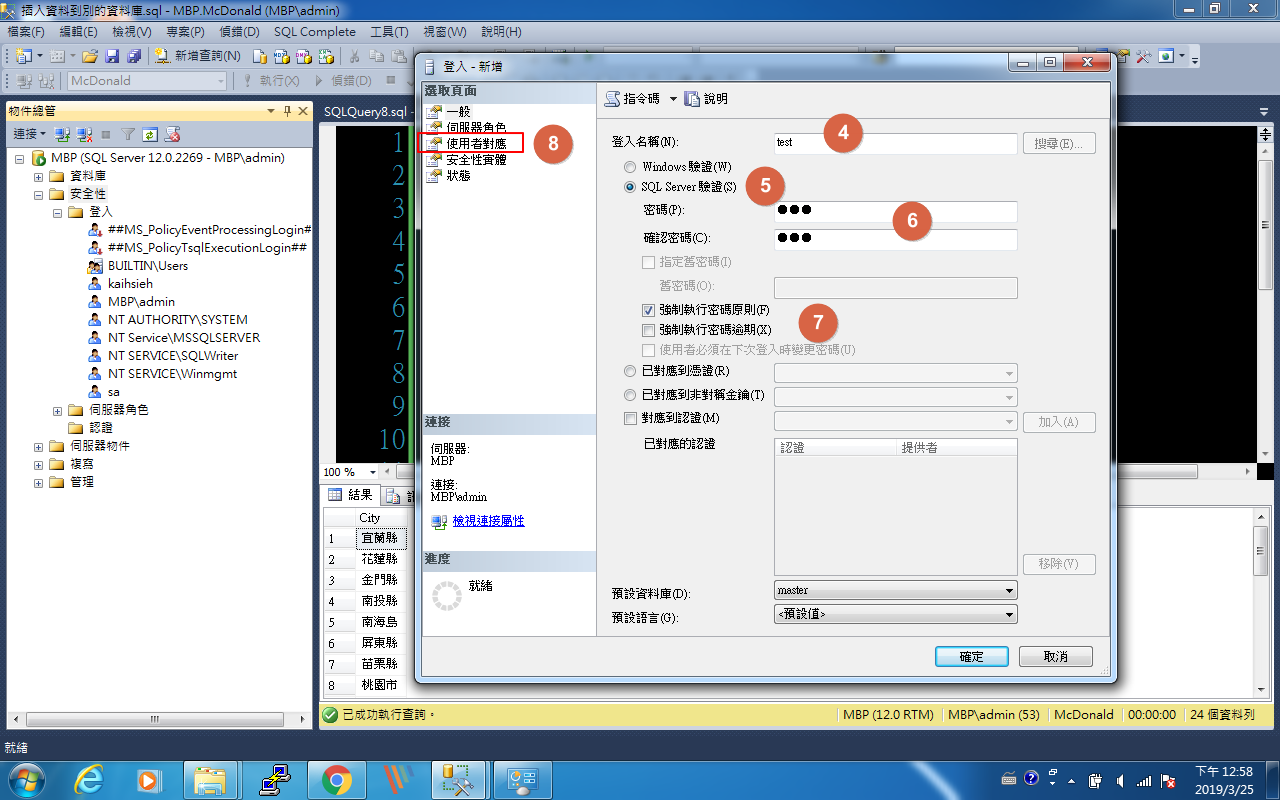 插入資料到別的資料庫.sql - MBP.McDonald (MBP\admin)
檔案(F) 編輯(E) 檢視(V) 專案(P) 偵錯(D) SQL Complete 工具(T) 視窗(W) 說明(H)
新增查詢(N)
McDonald 執行(X) 偵錯(D)
物件總管
連接
MBP (SQL Server 12.0.2269 - MBP\admin)
資料庫
安全性
登入
##MS_PolicyEventProcessingLogin#
##MS_PolicyTsqlExecutionLogin##
BUILTIN\Users
kaihsieh
MBP\admin
NT AUTHORITY\SYSTEM
NT Service\MSSQLSERVER
NT SERVICE\SQLWriter
NT SERVICE\Winmgmt
sa
伺服器角色
認證
伺服器物件
複寫
管理
SQLQuery8.sql -
1
2
3
4
5
6
7
8
9
10
100 %
結果
City
1 宜蘭縣
2 花蓮縣
3 金門縣
4 南投縣
5 南海島
6 屏東縣
7 苗栗縣
8 桃園市
登入 - 新增
選取頁面
一般
伺服器角色
使用者對應
8
安全性實體
狀態
連接
伺服器:
MBP
連接:
MBP\admin
檢視連接屬性
進度
就緒
指令碼 說明
登入名稱(N): test 4 搜尋(E)...
Windows 驗證(W)
SQL Server 驗證(S) 5
密碼(P): ●●●
6
確認密碼(C): ●●●
指定舊密碼(I)
舊密碼(O):
強制執行密碼原則(F)
7
強制執行密碼逾期(X)
使用者必須在下次登入時變更密碼(U)
已對應到憑證(R)
已對應到非對稱金鑰(T)
對應到認證(M) 加入(A)
已對應的認證 認證 提供者
移除(V)
預設資料庫(D): master
預設語言(G): <預設值>
確定 取消
已成功執行查詢。 MBP (12.0 RTM) MBP\admin (53) McDonald 00:00:00 24 個資料列
就緒
下午 12:58
2019/3/25